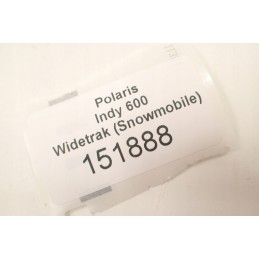 Polaris
Indy 600
Widetrak (Snowmobile)
151888